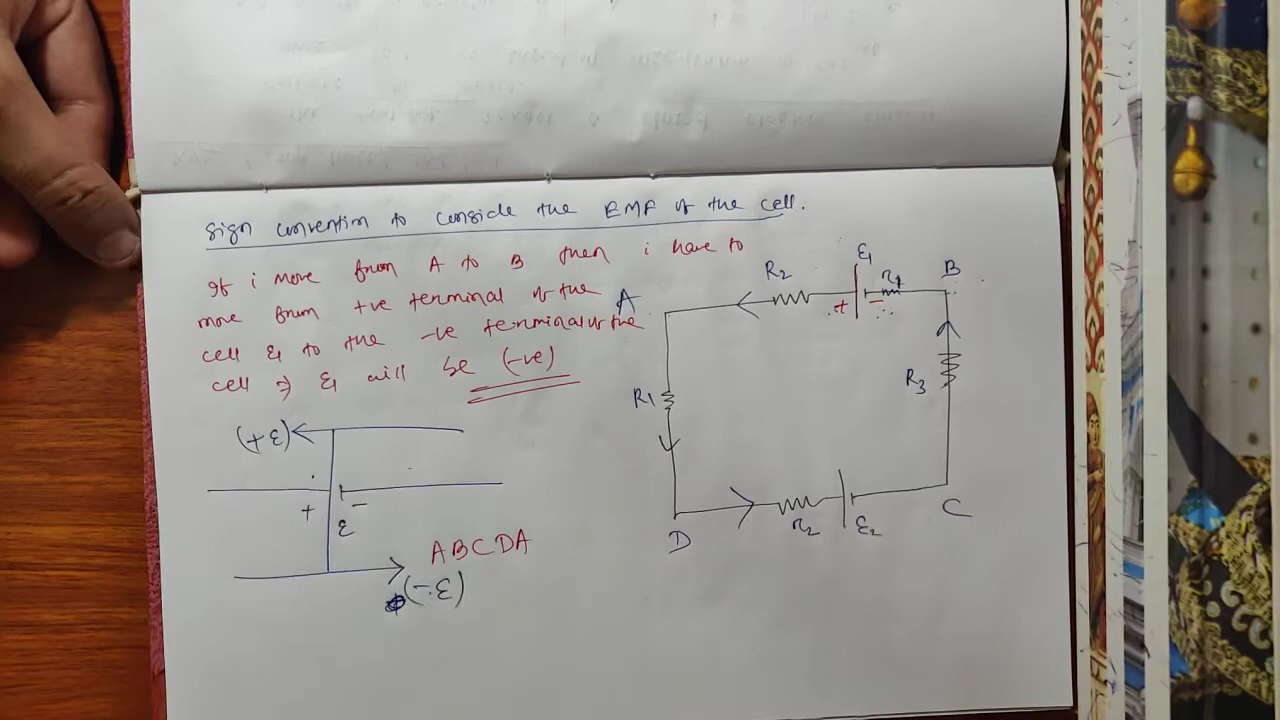 Sign convention to conside the EMF of the cell.
If i move from A to B then i have to
move from +ve terminal of the
cell ε1 to the -ve terminal of the
cell ⇒ ε1 will be (-ve)
(+ε)
+ -
ε
ABCDA
(-ε)
A
R2
ε1
r1
B
+ -
R1
R3
D
r2
ε2
C